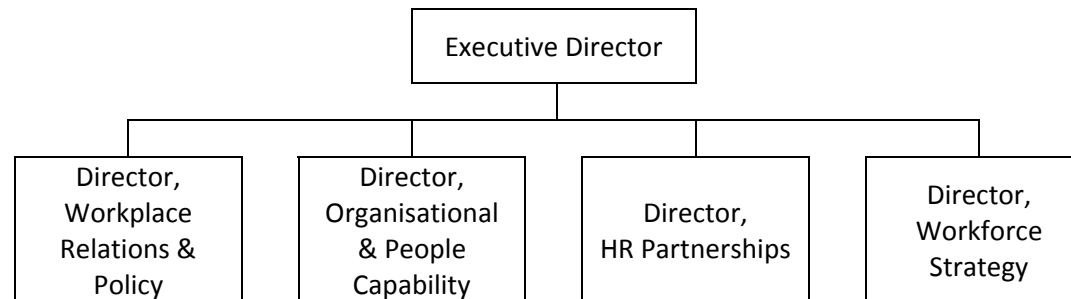 Executive Director
Director,
Workplace
Relations &
Policy
Director,
Organisational
& People
Capability
Director,
HR Partnerships
Director,
Workforce
Strategy